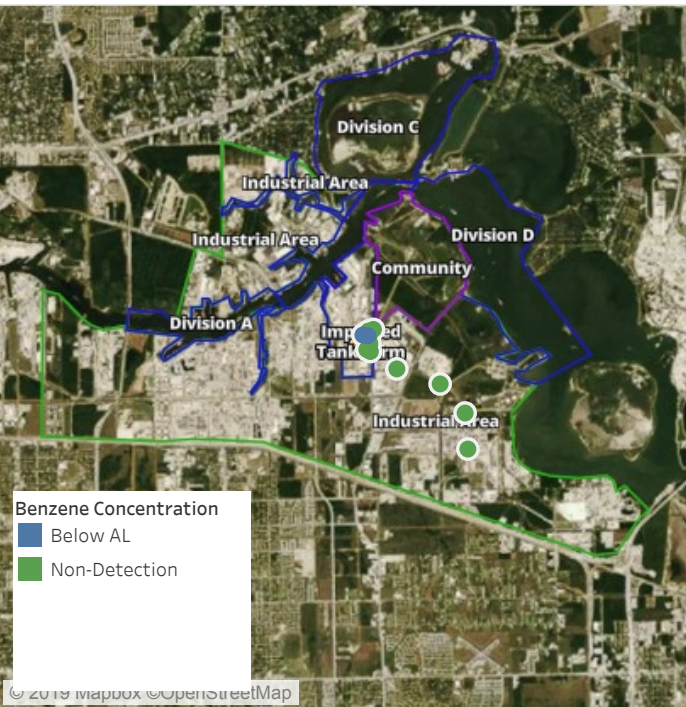 Division C
Industrial Area
Division D
Industrial Area
Community
Division A
Tank
Industrial Area
Benzene Concentration
Below AL
Non-Detection
© 2019 Mapbox ©OpenStreetMap